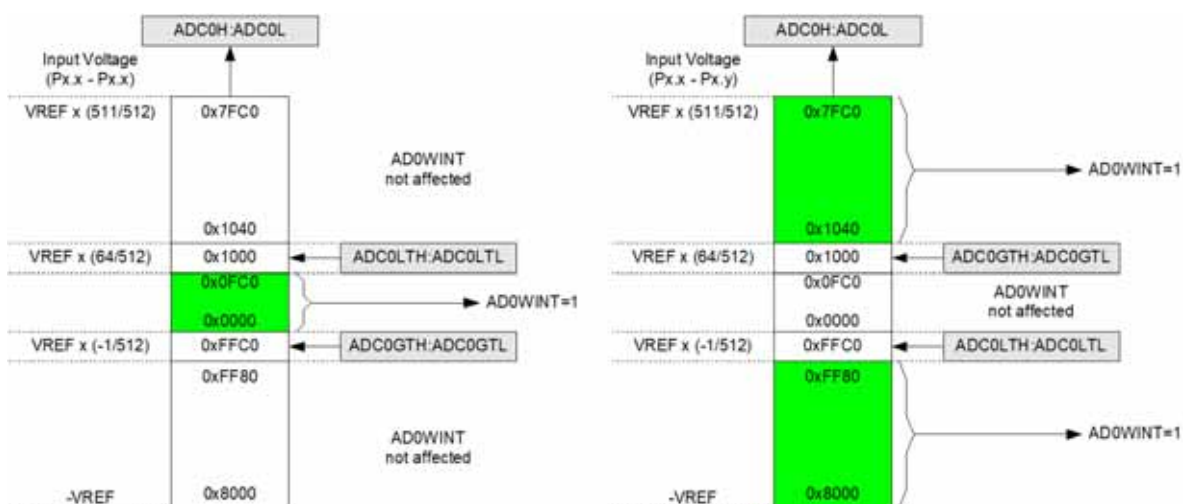 ADC0H:ADC0L
Input Voltage
(Px.x - Px.x)
VREF x (511/512)
0x7FC0
AD0WINT
not affected
0x1040
VREF x (64/512)
0x1000
ADC0LTH:ADC0LTL
0x0FC0
AD0WINT=1
0x0000
VREF x (-1/512)
0xFFC0
ADC0GTH:ADC0GTL
0xFF80
AD0WINT
not affected
-VREF
0x8000
ADC0H:ADC0L
Input Voltage
(Px.x - Px.y)
VREF x (511/512)
0x7FC0
AD0WINT=1
0x1040
VREF x (64/512)
0x1000
ADC0GTH:ADC0GTL
0x0FC0
AD0WINT
not affected
0x0000
VREF x (-1/512)
0xFFC0
ADC0LTH:ADC0LTL
0xFF80
AD0WINT=1
-VREF
0x8000